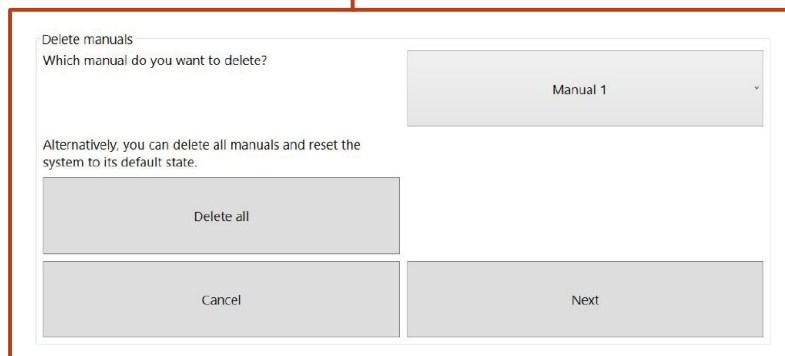 Delete manuals
Which manual do you want to delete?
Manual 1
Alternatively, you can delete all manuals and reset the
system to its default state.
Delete all
Cancel
Next